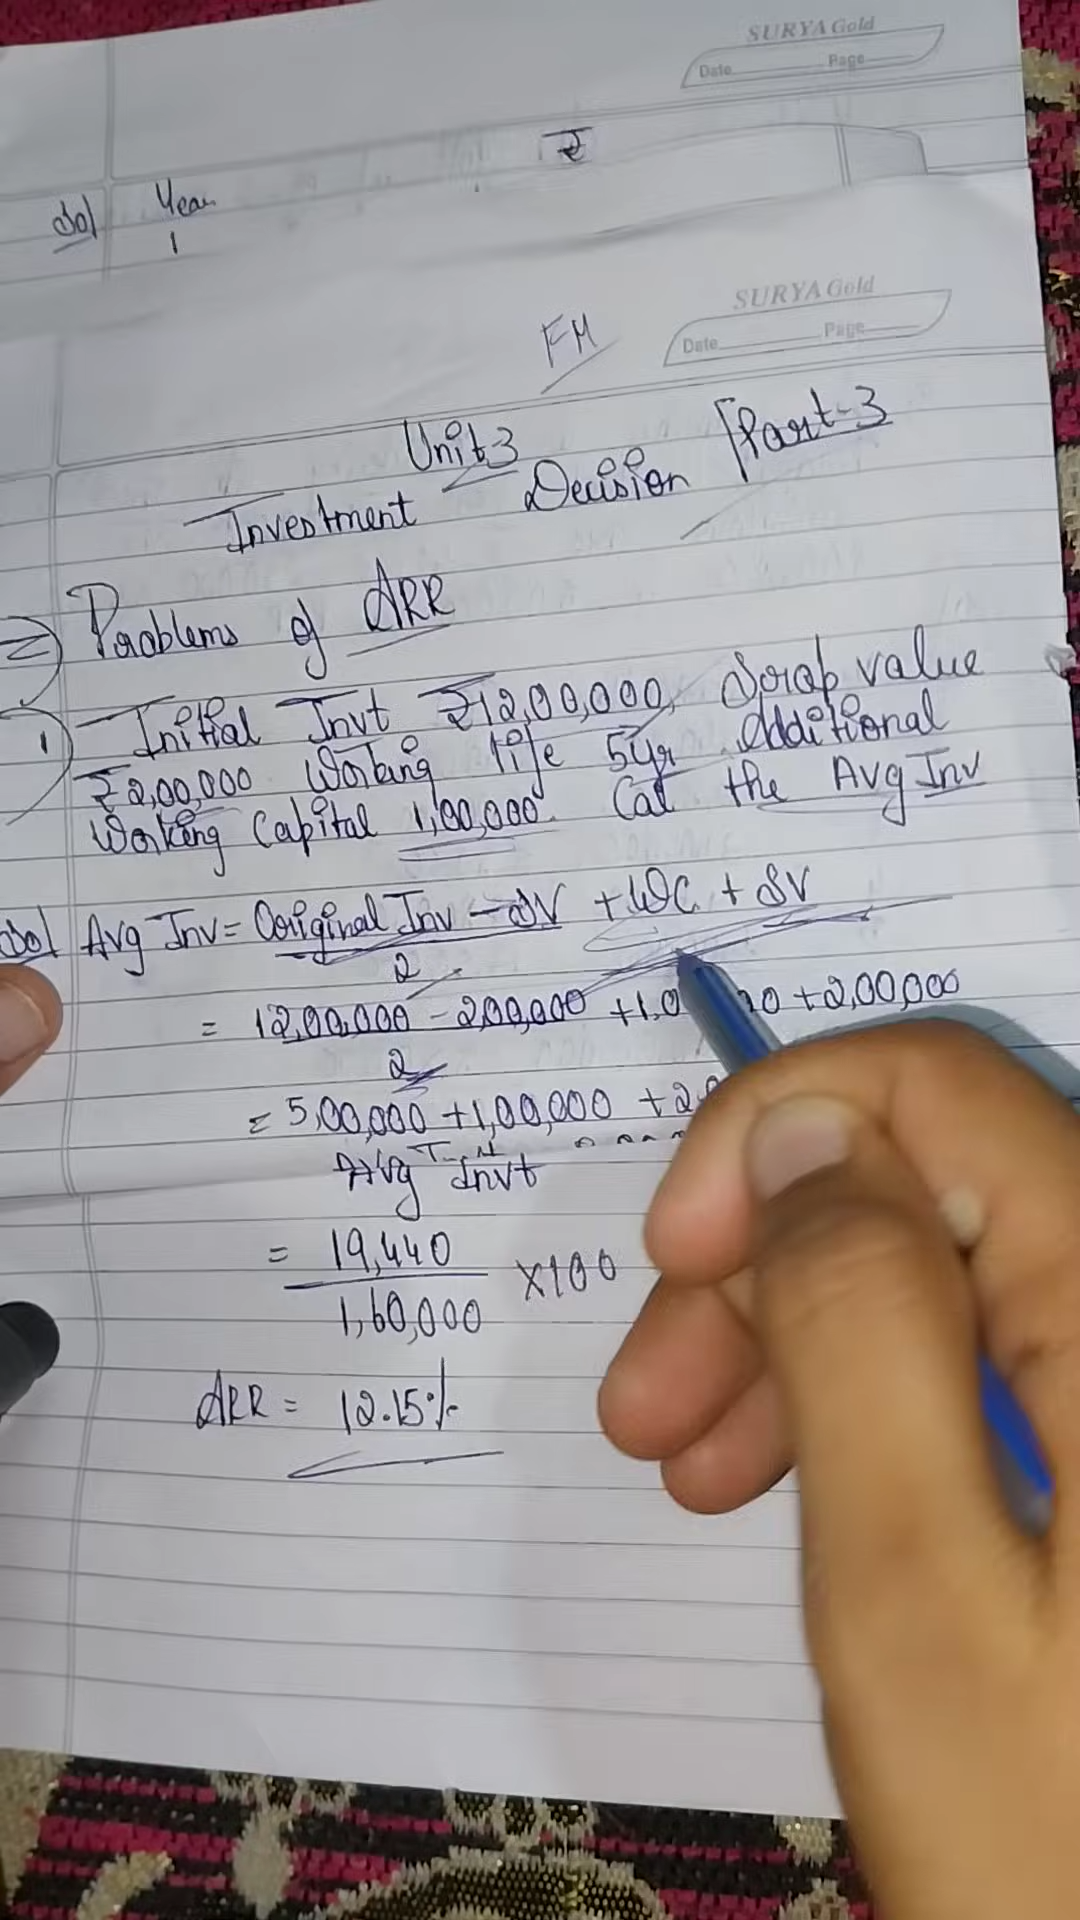 SURYA Gold
Date Page
₹
Sol Year
1
SURYA Gold
Date Page
FM
Unit 3
Investment Decision [Part-3
Problems of ARR
1) Initial Invt ₹12,00,000, Scrap value
₹2,00,000 Working life 5yr. Additional
Working Capital 1,00,000. Cal the Avg Inv
Sol Avg Inv = Original Inv - SV + WC + SV
2
= 12,00,000 - 2,00,000 + 1,0 00 + 2,00,000
2
= 5,00,000 + 1,00,000 + 2,0
Avg Invt
= 19,440 × 100
1,60,000
ARR = 12.15%